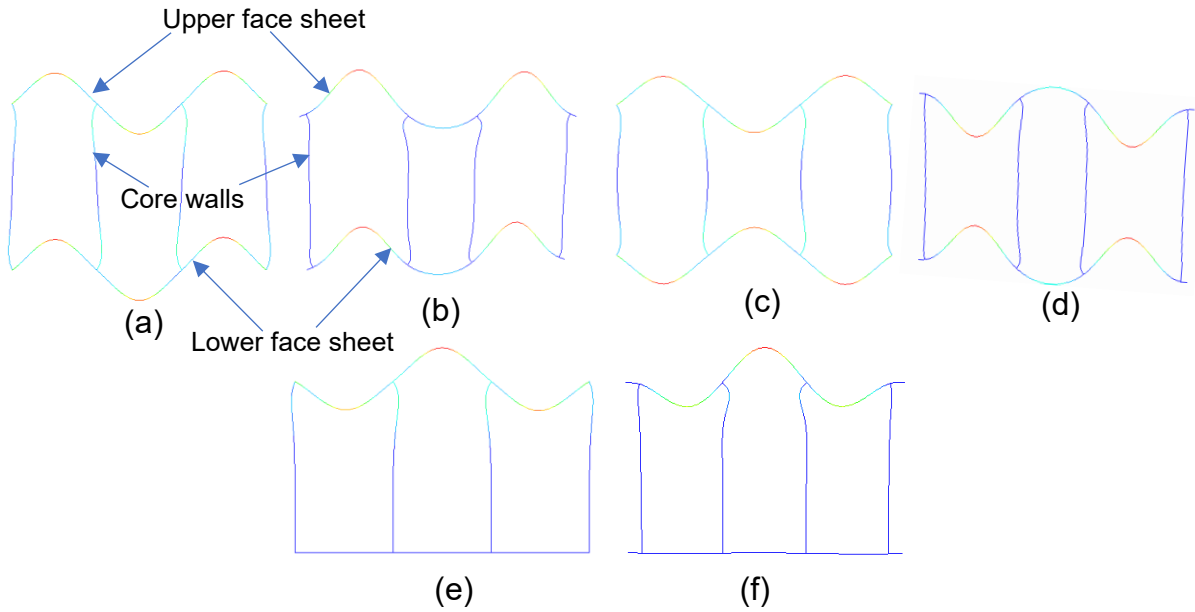 Upper face sheet
Core walls
(a)
(b)
(c)
(d)
Lower face sheet
(e)
(f)